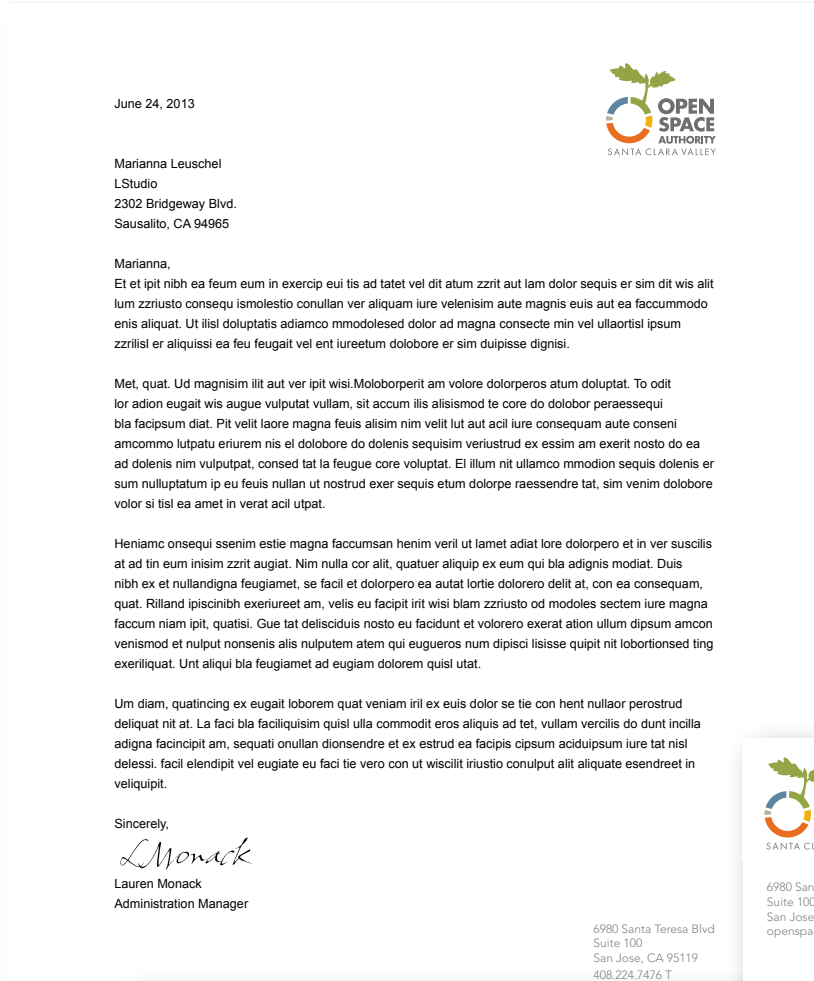 June 24, 2013
OPEN
SPACE
AUTHORITY
SANTA CLARA VALLEY
Marianna Leuschel
LStudio
2302 Bridgeway Blvd.
Sausalito, CA 94965
Marianna,
Et et ipit nibh ea feum eum in exercip eui tis ad tatet vel dit atum zzrit aut lam dolor sequis er sim dit wis alit
lum zzriusto consequ ismolestio conullan ver aliquam iure velenisim aute magnis euis aut ea faccummodo
enis aliquat. Ut ilisl doluptatis adiamco mmodolesed dolor ad magna consecte min vel ullaortisl ipsum
zzrilisl er aliquissi ea feu feugait vel ent iureetum dolobore er sim duipisse dignisi.
Met, quat. Ud magnisim ilit aut ver ipit wisi.Moloborperit am volore dolorperos atum doluptat. To odit
lor adion eugait wis augue vulputat vullam, sit accum ilis alisismod te core do dolobor peraessequi
bla facipsum diat. Pit velit laore magna feuis alisim nim velit lut aut acil iure consequam aute conseni
amcommo lutpatu eriurem nis el dolobore do dolenis sequisim veriustrud ex essim am exerit nosto do ea
ad dolenis nim vulputpat, consed tat la feugue core voluptat. El illum nit ullamco mmodion sequis dolenis er
sum nulluptatum ip eu feuis nullan ut nostrud exer sequis etum dolorpe raessendre tat, sim venim dolobore
volor si tisl ea amet in verat acil utpat.
Heniamc onsequi ssenim estie magna faccumsan henim veril ut lamet adiat lore dolorpero et in ver suscilis
at ad tin eum inisim zzrit augiat. Nim nulla cor alit, quatuer aliquip ex eum qui bla adignis modiat. Duis
nibh ex et nullandigna feugiamet, se facil et dolorpero ea autat lortie dolorero delit at, con ea consequam,
quat. Rilland ipiscinibh exeriureet am, velis eu facipit irit wisi blam zzriusto od modoles sectem iure magna
faccum niam ipit, quatisi. Gue tat delisciduis nosto eu facidunt et volorero exerat ation ullum dipsum amcon
venismod et nulput nonsenis alis nulputem atem qui eugueros num dipisci lisisse quipit nit lobortionsed ting
exeriliquat. Unt aliqui bla feugiamet ad eugiam dolorem quisl utat.
Um diam, quatincing ex eugait loborem quat veniam iril ex euis dolor se tie con hent nullaor perostrud
deliquat nit at. La faci bla faciliquisim quisl ulla commodit eros aliquis ad tet, vullam vercilis do dunt incilla
adigna facincipit am, sequati onullan dionsendre et ex estrud ea facipis cipsum aciduipsum iure tat nisl
delessi. facil elendipit vel eugiate eu faci tie vero con ut wiscilit iriustio conulput alit aliquate esendreet in
veliquipit.
Sincerely,
L Monack
Lauren Monack
Administration Manager
6980 Santa Teresa Blvd
Suite 100
San Jose, CA 95119
408.224.7476 T
SANTA CL
6980 San
Suite 100
San Jose
openspa